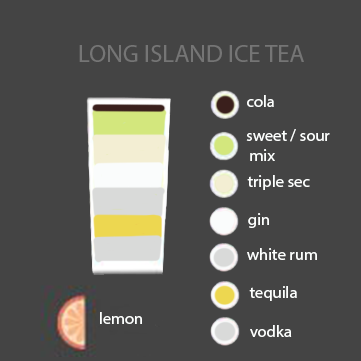 LONG ISLAND ICE TEA
cola
sweet / sour
mix
triple sec
gin
white rum
tequila
vodka
lemon